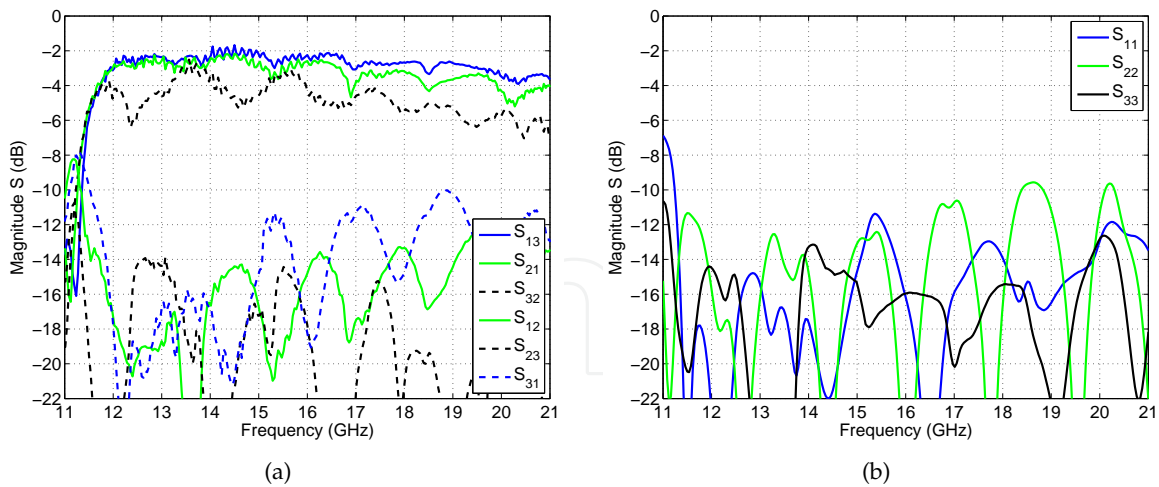 0
−2
−4
−6
−8
−10
−12
−14
−16
−18
−20
−22
Magnitude S (dB)
11 12 13 14 15 16 17 18 19 20 21
Frequency (GHz)
S13
S21
S32
S12
S23
S31
(a)
0
−2
−4
−6
−8
−10
−12
−14
−16
−18
−20
−22
Magnitude S (dB)
11 12 13 14 15 16 17 18 19 20 21
Frequency (GHz)
S11
S22
S33
(b)